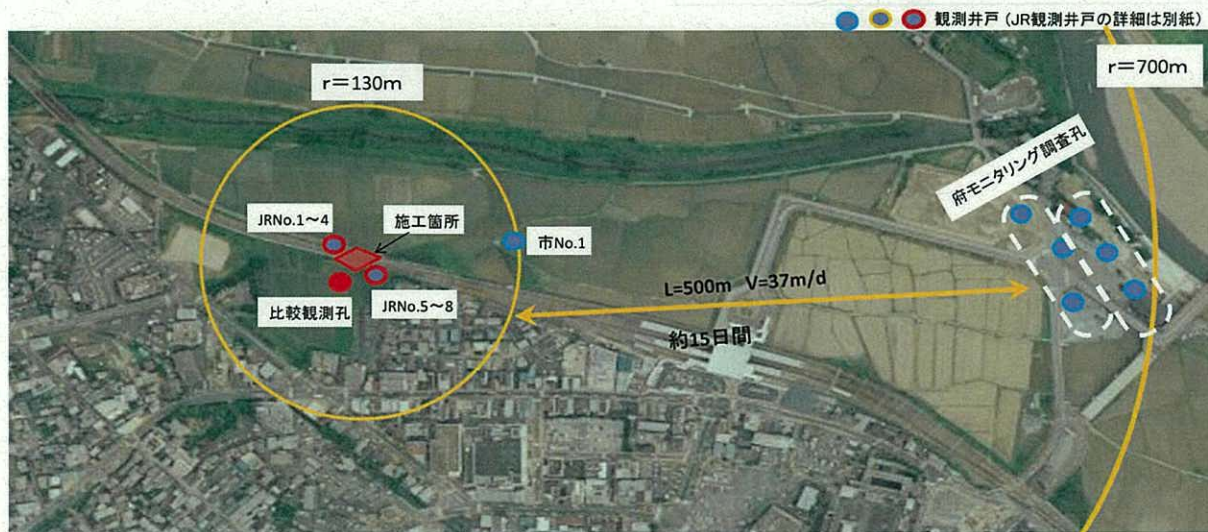 観測井戸 (JR観測井戸の詳細は別紙)
r=130m
r=700m
府モニタリング調査孔
JRNo.1～4
施工箇所
市No.1
比較観測孔
JRNo.5～8
L=500m V=37m/d
約15日間